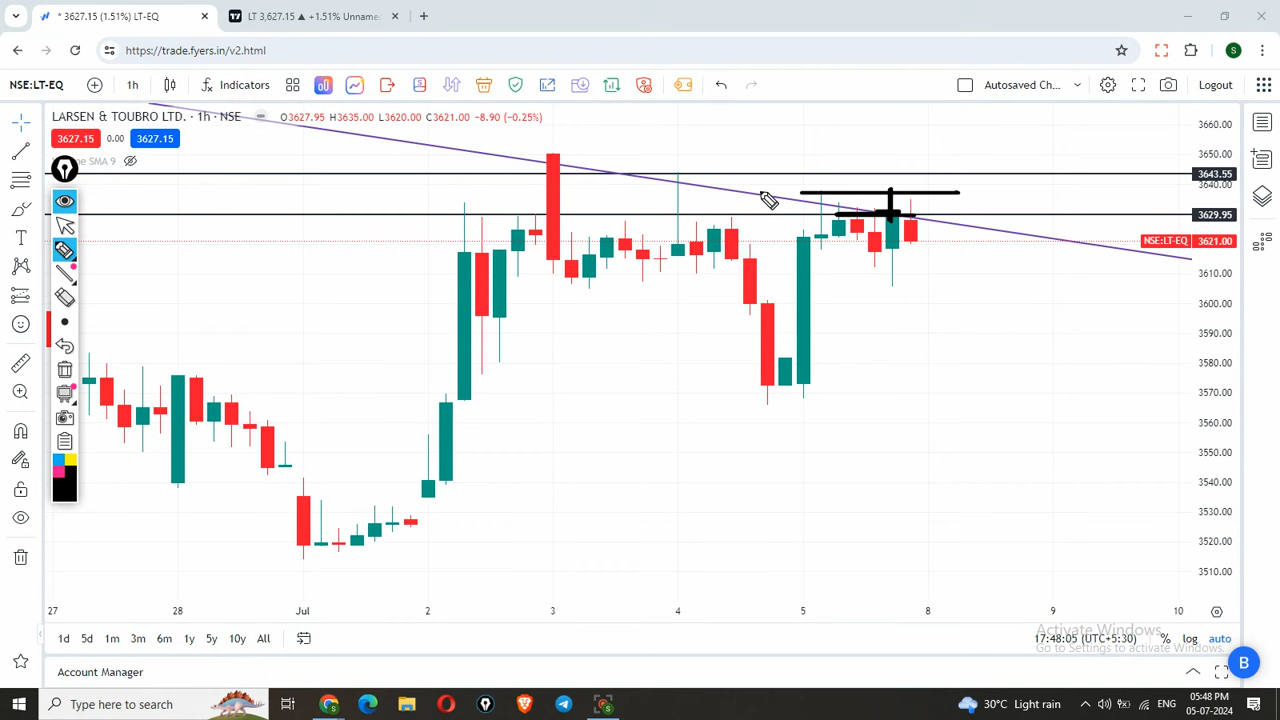 * 3627.15 (1.51%) LT-EQ
LT 3,627.15 ▲ +1.51% Unname
https://trade.fyers.in/v2.html
S
NSE:LT-EQ
1h
Indicators
Autosaved Ch...
Logout
LARSEN & TOUBRO LTD. · 1h · NSE
O3627.95 H3635.00 L3620.00 C3621.00 −8.90 (−0.25%)
3627.15
0.00
3627.15
Volume SMA 9
3660.00
3650.00
3643.55
3640.00
3629.95
NSE:LT-EQ 3621.00
3610.00
3600.00
3590.00
3580.00
3570.00
3560.00
3550.00
3540.00
3530.00
3520.00
3510.00
27
28
Jul
2
3
4
5
8
9
10
1d
5d
1m
3m
6m
1y
5y
10y
All
17:48:05 (UTC+5:30)
%
log
auto
Activate Windows
Go to Settings to activate Windows.
Account Manager
B
Type here to search
30°C Light rain
ENG
05:48 PM
05-07-2024